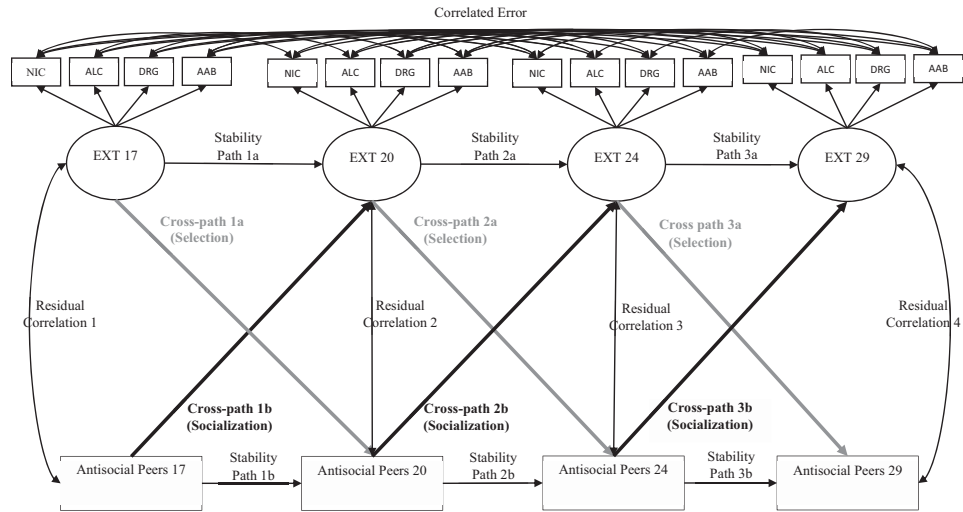 Correlated Error
NIC ALC DRG AAB NIC ALC DRG AAB NIC ALC DRG AAB NIC ALC DRG AAB
EXT 17
Stability
Path 1a
EXT 20
Stability
Path 2a
EXT 24
Stability
Path 3a
EXT 29
Cross-path 1a
(Selection)
Cross-path 2a
(Selection)
Cross path 3a
(Selection)
Residual
Correlation 1
Residual
Correlation 2
Residual
Correlation 3
Residual
Correlation 4
Cross-path 1b
(Socialization)
Cross-path 2b
(Socialization)
Cross-path 3b
(Socialization)
Antisocial Peers 17
Stability
Path 1b
Antisocial Peers 20
Stability
Path 2b
Antisocial Peers 24
Stability
Path 3b
Antisocial Peers 29